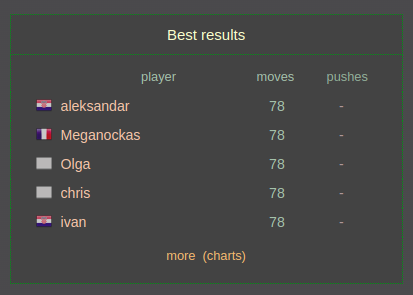 Best results
player moves pushes
aleksandar 78 -
Meganockas 78 -
Olga 78 -
chris 78 -
ivan 78 -
more (charts)